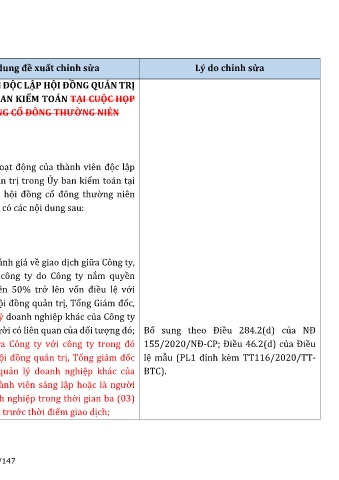 dung đề xuất chỉnh sửa
Lý do chỉnh sửa
ĐỘC LẬP HỘI ĐỒNG QUẢN TRỊ
BAN KIỂM TOÁN TẠI CUỘC HỌP
CỔ ĐÔNG THƯỜNG NIÊN
oạt động của thành viên độc lập
trị trong Ủy ban kiểm toán tại
hội đồng cổ đông thường niên
có các nội dung sau:
ánh giá về giao dịch giữa Công ty,
công ty do Công ty nắm quyền
ên 50% trở lên vốn điều lệ với
ội đồng quản trị, Tổng Giám đốc,
doanh nghiệp khác của Công ty
ười có liên quan của đối tượng đó;
Công ty với công ty trong đó
ội đồng quản trị, Tổng giám đốc
quản lý doanh nghiệp khác của
ành viên sáng lập hoặc là người
nghiệp trong thời gian ba (03)
trước thời điểm giao dịch;
Bổ sung theo Điều 284.2(d) của NĐ
155/2020/NĐ-CP; Điều 46.2(d) của Điều
lệ mẫu (PL1 đính kèm TT116/2020/TT-
BTC).
/147